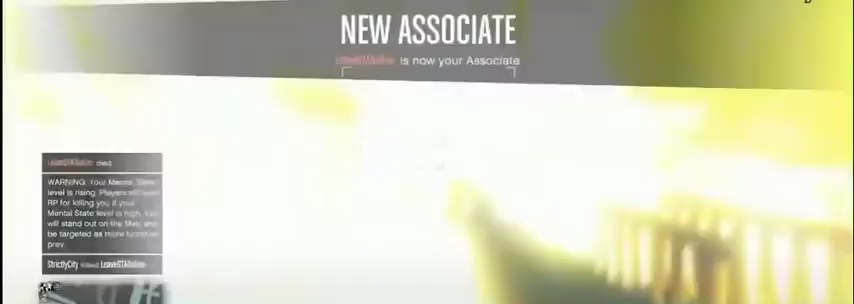 NEW ASSOCIATE
is now your Associate
died.
WARNING: Your Mental State
level is rising. Players will
RP for killing you if your
Mental State level is high. You
will stand out on the Map and
be targeted as more
prey.
StrictlyCity killed LeaveGTAalone